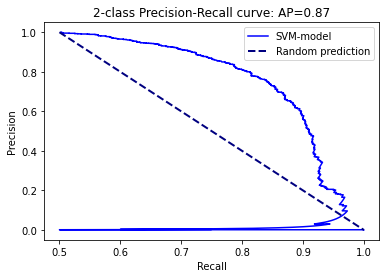 2-class Precision-Recall curve: AP=0.87
SVM-model
Random prediction
Precision
1.0
0.8
0.6
0.4
0.2
0.0
0.5 0.6 0.7 0.8 0.9 1.0
Recall